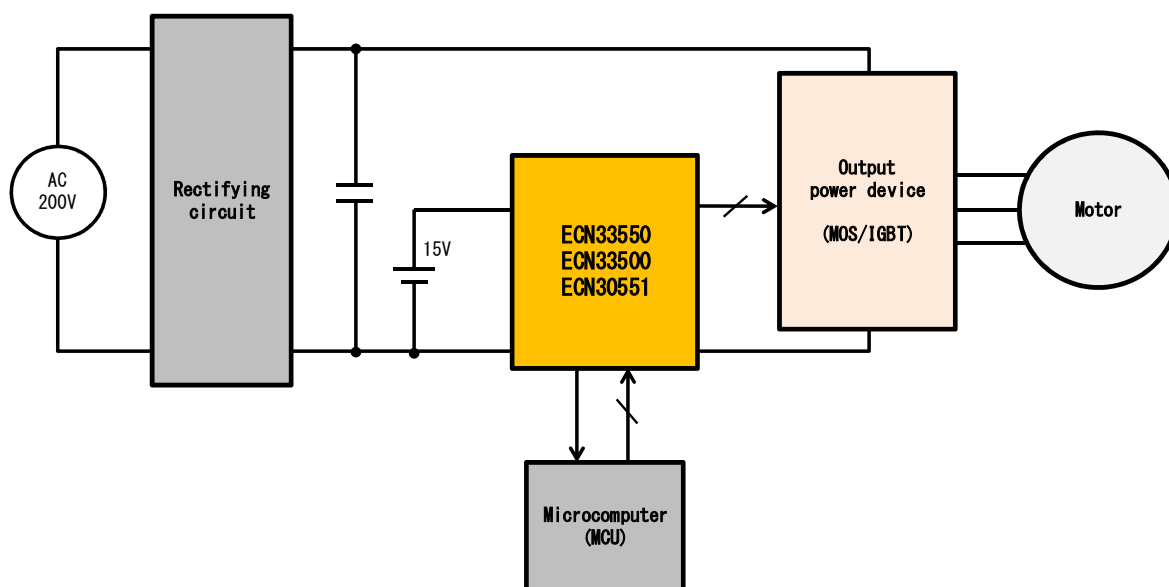 AC
200V
Rectifying
circuit
15V
ECN33550
ECN33500
ECN30551
Output
power device
(MOS/IGBT)
Motor
Microcomputer
(MCU)